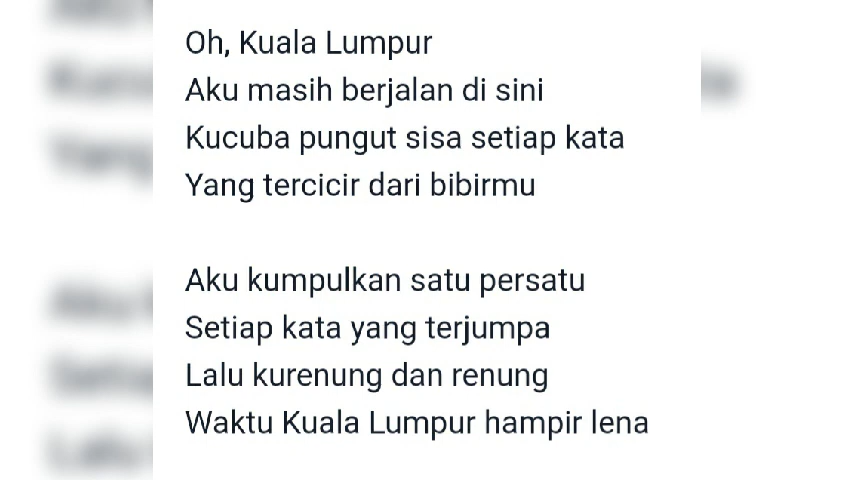 Oh, Kuala Lumpur
Aku masih berjalan di sini
Kucuba pungut sisa setiap kata
Yang tercicir dari bibirmu
Aku kumpulkan satu persatu
Setiap kata yang terjumpa
Lalu kurenung dan renung
Waktu Kuala Lumpur hampir lena